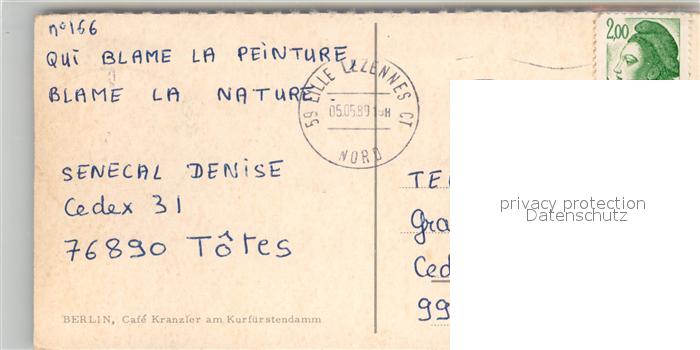 n°166
QUI BLAME LA PEINTURE,
BLAME LA NATURE
SENECAL DENISE
Cedex 31
76890 Tôtes
BERLIN, Café Kranzler am Kurfürstendamm
59 LILLE LEZENNES CT
05.05.89
NORD
2,00
TE
Gra
Ced
99
privacy protection
Datenschutz